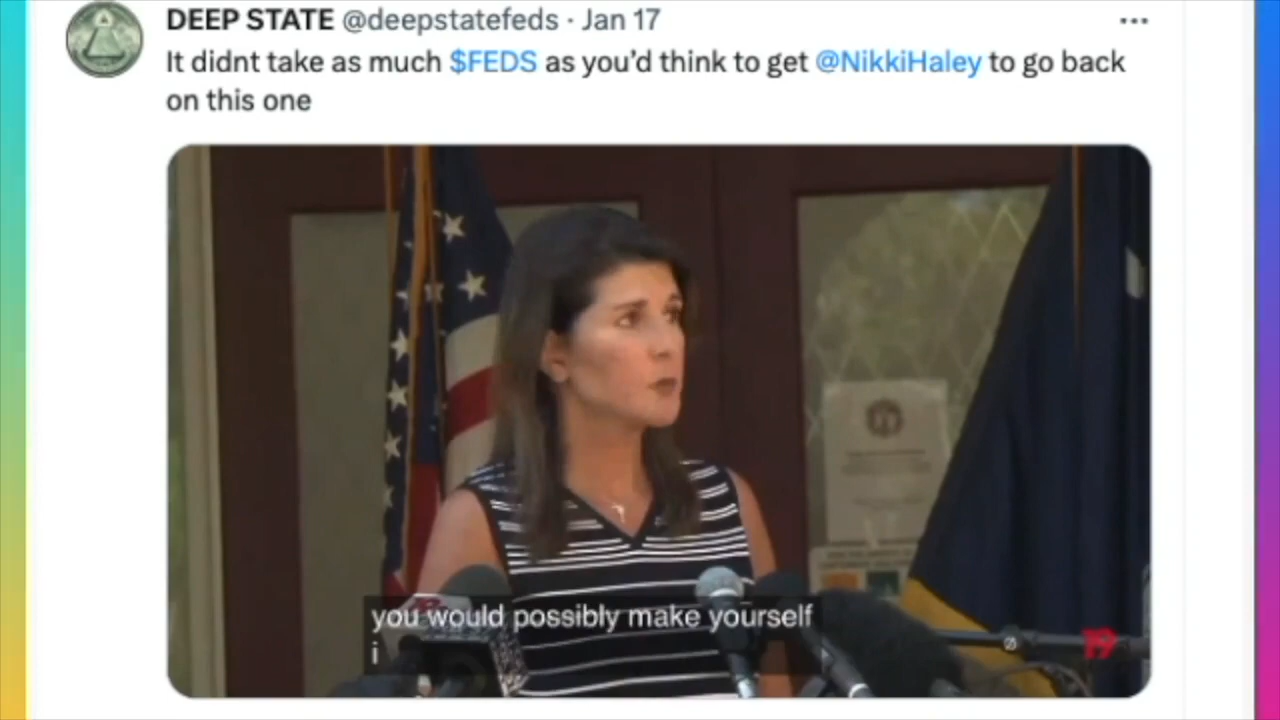 DEEP STATE @deepstatefeds · Jan 17
It didnt take as much $FEDS as you’d think to get @NikkiHaley to go back
on this one
you would possibly make yourself
i
19